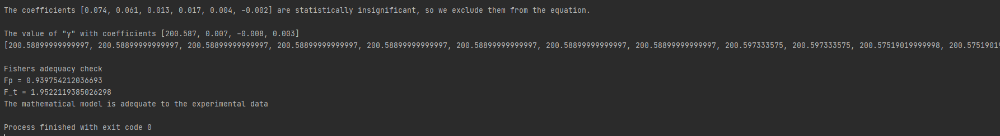 The coefficients [0.074, 0.061, 0.013, 0.017, 0.004, -0.002] are statistically insignificant, so we exclude them from the equation.
The value of "y" with coefficients [200.587, 0.007, -0.008, 0.003]
[200.58899999999997, 200.58899999999997, 200.58899999999997, 200.58899999999997, 200.58899999999997, 200.58899999999997, 200.58899999999997, 200.58899999999997, 200.597333575, 200.597333575, 200.57519019999998, 200.5751901
Fishers adequacy check
Fp = 0.939754212036693
F_t = 1.9522119385026298
The mathematical model is adequate to the experimental data
Process finished with exit code 0